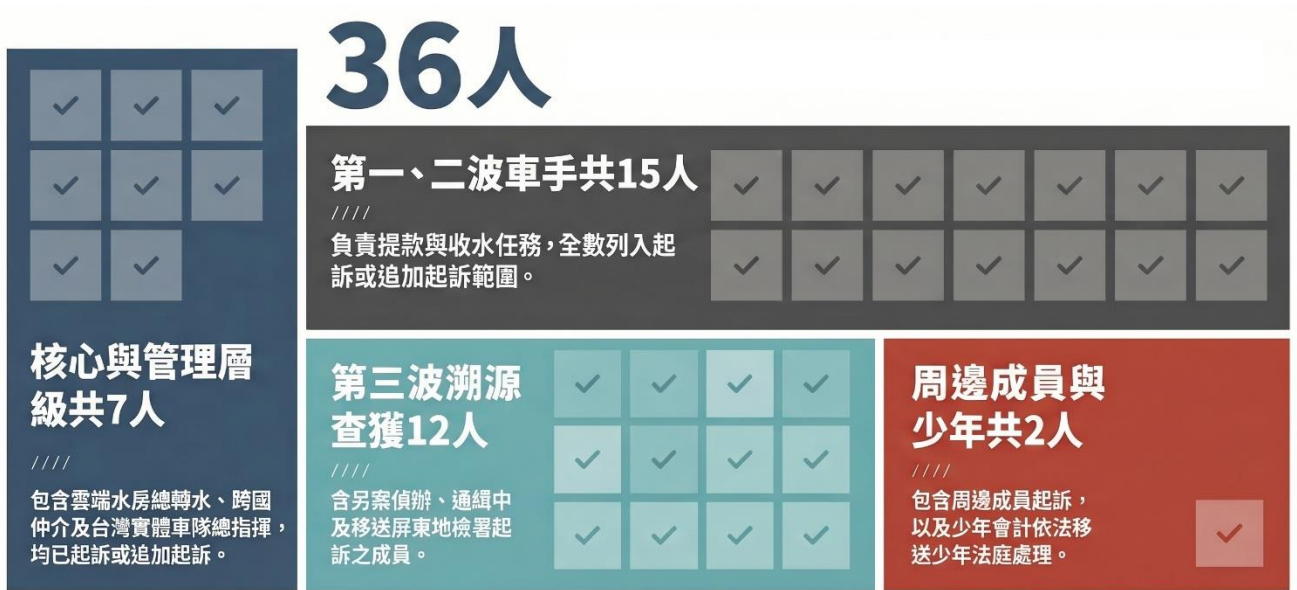 36人
核心與管理層
級共7人
////
包含雲端水房總轉水、跨國
仲介及台灣實體車隊總指揮，
均已起訴或追加起訴。
第一、二波車手共15人
////
負責提款與收水任務，全數列入起
訴或追加起訴範圍。
第三波溯源
查獲12人
////
含另案偵辦、通緝中
及移送屏東地檢署起
訴之成員。
周邊成員與
少年共2人
////
包含周邊成員起訴，
以及少年會計依法移
送少年法庭處理。